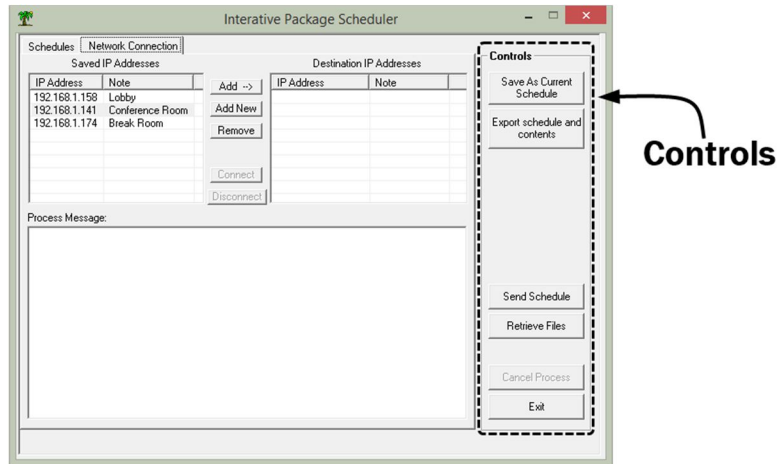 Interative Package Scheduler
Schedules Network Connection
Saved IP Addresses
IP Address Note
192.168.1.158 Lobby
192.168.1.141 Conference Room
192.168.1.174 Break Room
Add -->
Add New
Remove
Connect
Disconnect
Destination IP Addresses
IP Address Note
Process Message:
Controls
Save As Current
Schedule
Export schedule and
contents
Send Schedule
Retrieve Files
Cancel Process
Exit
Controls